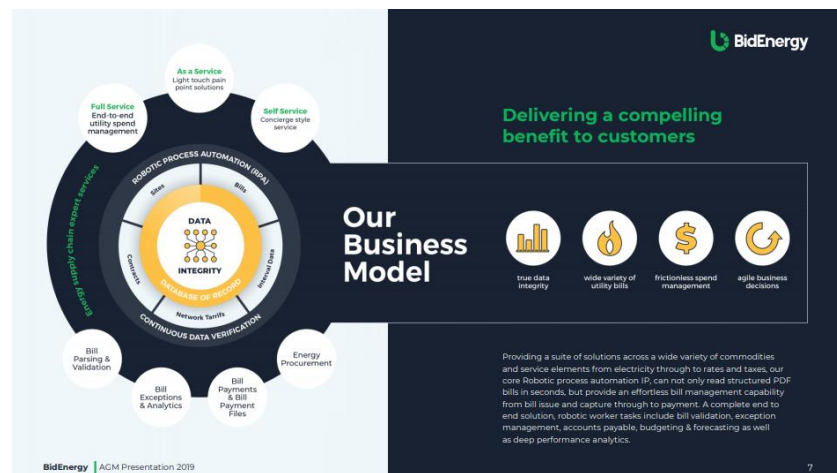 BidEnergy
As a Service
Light touch pain
point solutions
Full Service
End-to-end
utility spend
management
Self Service
Concierge style
service
Energy supply chain expert services
ROBOTIC PROCESS AUTOMATION (RPA)
Sites
Bills
Contracts
Interval Data
Network Tarrifs
DATA
INTEGRITY
DATABASE OF RECORD
CONTINUOUS DATA VERIFICATION
Bill
Parsing &
Validation
Bill
Exceptions
& Analytics
Bill
Payments
& Bill
Payment
Files
Energy
Procurement
Delivering a compelling
benefit to customers
Our
Business
Model
true data
integrity
wide variety of
utility bills
frictionless spend
management
agile business
decisions
Providing a suite of solutions across a wide variety of commodities
and service elements from electricity through to rates and taxes, our
core Robotic process automation IP, can not only read structured PDF
bills in seconds, but provide an effortless bill management capability
from bill issue and capture through to payment. A complete end to
end solution, robotic worker tasks include bill validation, exception
management, accounts payable, budgeting & forecasting as well
as deep performance analytics.
BidEnergy | AGM Presentation 2019
7